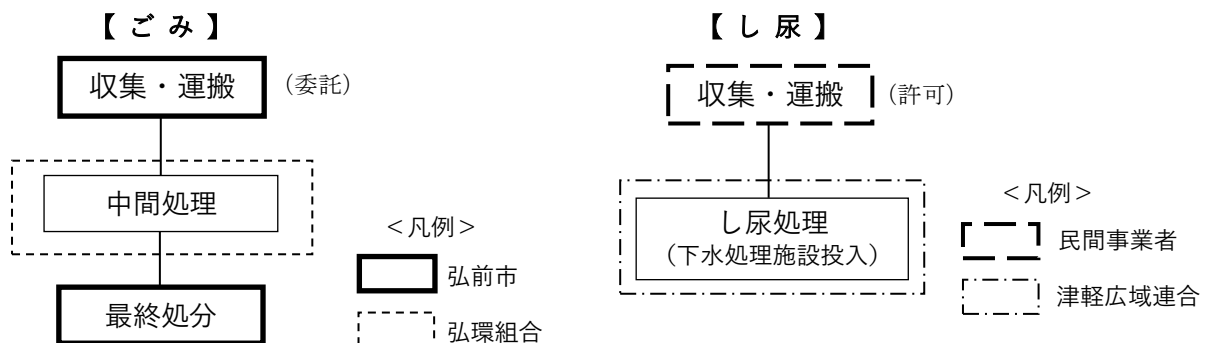 【 ご み 】
収集・運搬
(委託)
中間処理
最終処分
＜凡例＞
弘前市
弘環組合
【 し 尿 】
収集・運搬
(許可)
し尿処理
（下水処理施設投入）
＜凡例＞
民間事業者
津軽広域連合